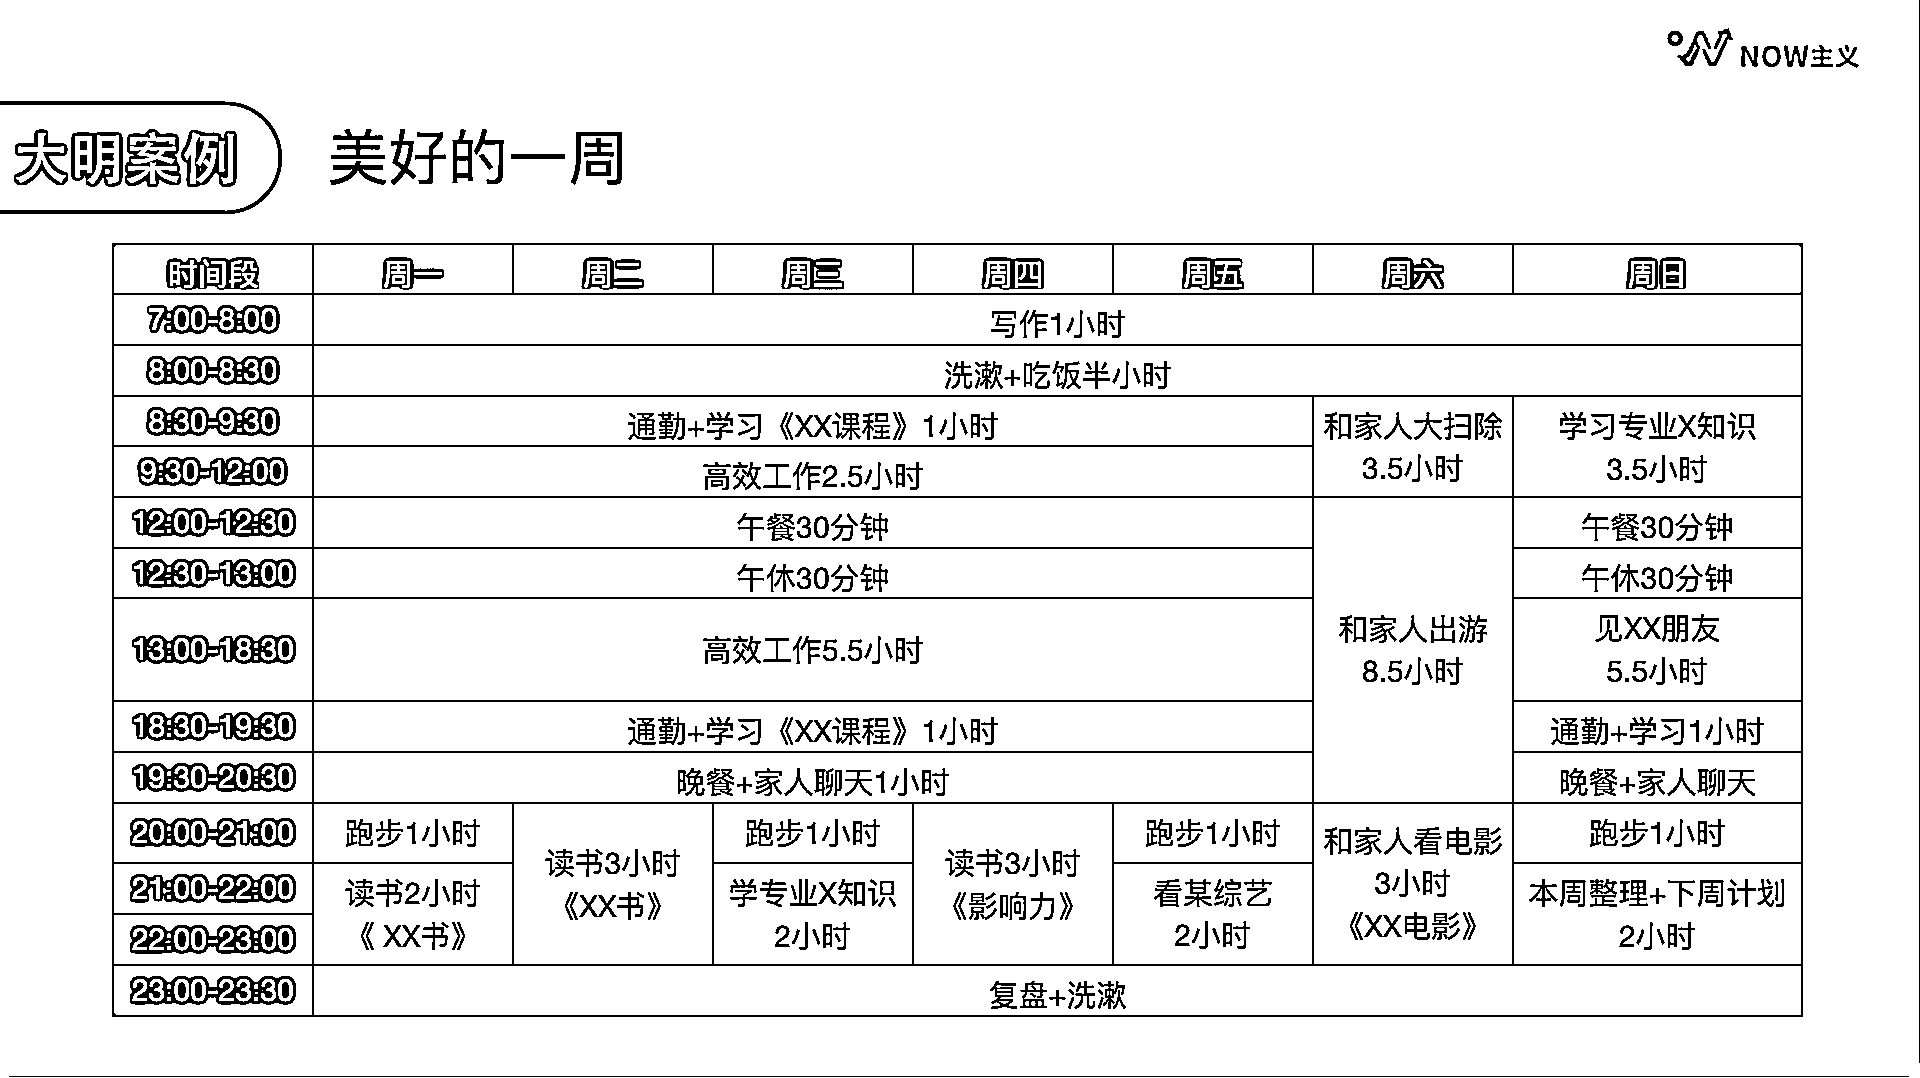 NOW主义
大明案例
美好的一周
时间段 周一 周二 周三 周四 周五 周六 周日
7:00-8:00 写作1小时
8:00-8:30 洗漱+吃饭半小时
8:30-9:30 通勤+学习《XX课程》1小时 和家人大扫除 学习专业X知识
3.5小时 3.5小时
9:30-12:00 高效工作2.5小时
12:00-12:30 午餐30分钟 午餐30分钟
12:30-13:00 午休30分钟 午休30分钟
和家人出游 见XX朋友
13:00-18:30 高效工作5.5小时
8.5小时 5.5小时
18:30-19:30 通勤+学习《XX课程》1小时 通勤+学习1小时
19:30-20:30 晚餐+家人聊天1小时 晚餐+家人聊天
20:00-21:00 跑步1小时 跑步1小时 跑步1小时 和家人看电影 跑步1小时
读书3小时 读书3小时
3小时
21:00-22:00 读书2小时 学专业X知识 看某综艺 本周整理+下周计划
《XX书》 《影响力》
《XX电影》
22:00-23:00 《 XX书》 2小时 2小时 2小时
23:00-23:30 复盘+洗漱